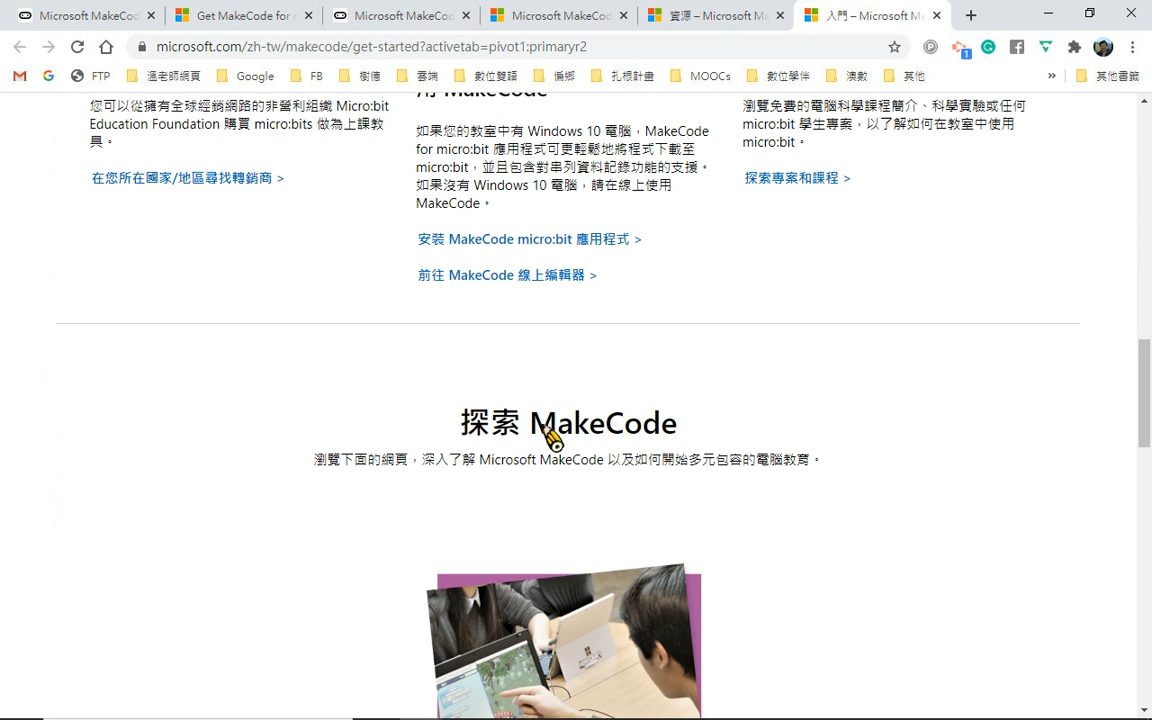 Microsoft MakeCod
Get MakeCode for m
Microsoft MakeCod
Microsoft MakeCod
資源 – Microsoft Ma
入門 – Microsoft Ma
microsoft.com/zh-tw/makecode/get-started?activetab=pivot1:primaryr2
FTP
溫老師網頁
Google
FB
樹德
雲端
數位雙語
偏鄉
扎根計畫
MOOCs
數位學伴
澳數
其他
»
其他書籤
您可以從擁有全球經銷網路的非營利組織 Micro:bit
Education Foundation 購買 micro:bits 做為上課教
具。
在您所在國家/地區尋找轉銷商 >
用 MakeCode
如果您的教室中有 Windows 10 電腦，MakeCode
for micro:bit 應用程式可更輕鬆地將程式下載至
micro:bit，並且包含對串列資料記錄功能的支援。
如果沒有 Windows 10 電腦，請在線上使用
MakeCode。
安裝 MakeCode micro:bit 應用程式 >
前往 MakeCode 線上編輯器 >
瀏覽免費的電腦科學課程簡介、科學實驗或任何
micro:bit 學生專案，以了解如何在教室中使用
micro:bit。
探索專案和課程 >
探索 MakeCode
瀏覽下面的網頁，深入了解 Microsoft MakeCode 以及如何開始多元包容的電腦教育。